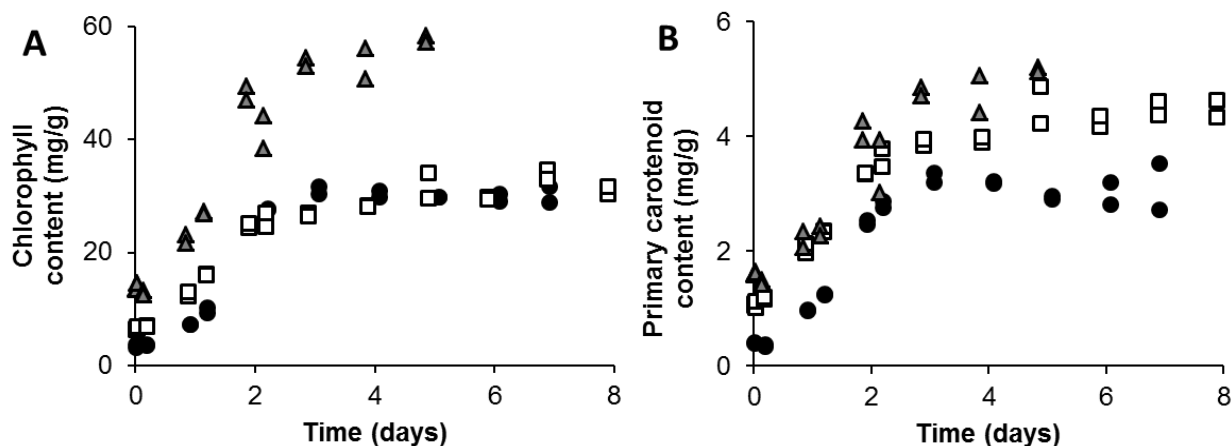 A
Chlorophyll
content (mg/g)
60
40
20
0
0 2 4 6 8
Time (days)
B
Primary carotenoid
content (mg/g)
6
4
2
0
0 2 4 6 8
Time (days)